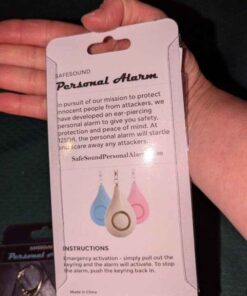 SAFESOUND
Personal Alarm
In pursuit of our mission to protect
innocent people from attackers, we
have developed an ear-piercing
personal alarm to give you safety,
protection and peace of mind. At
125DB, the personal alarm will startle
and scare away any attackers.
SafeSoundPersonalAlarm.com
INSTRUCTIONS
Emergency activation - simply pull out
the keyring and the alarm will activate. To stop
the alarm, push the keyring back in.
Made in China
SAFESOUND
Personal Alarm